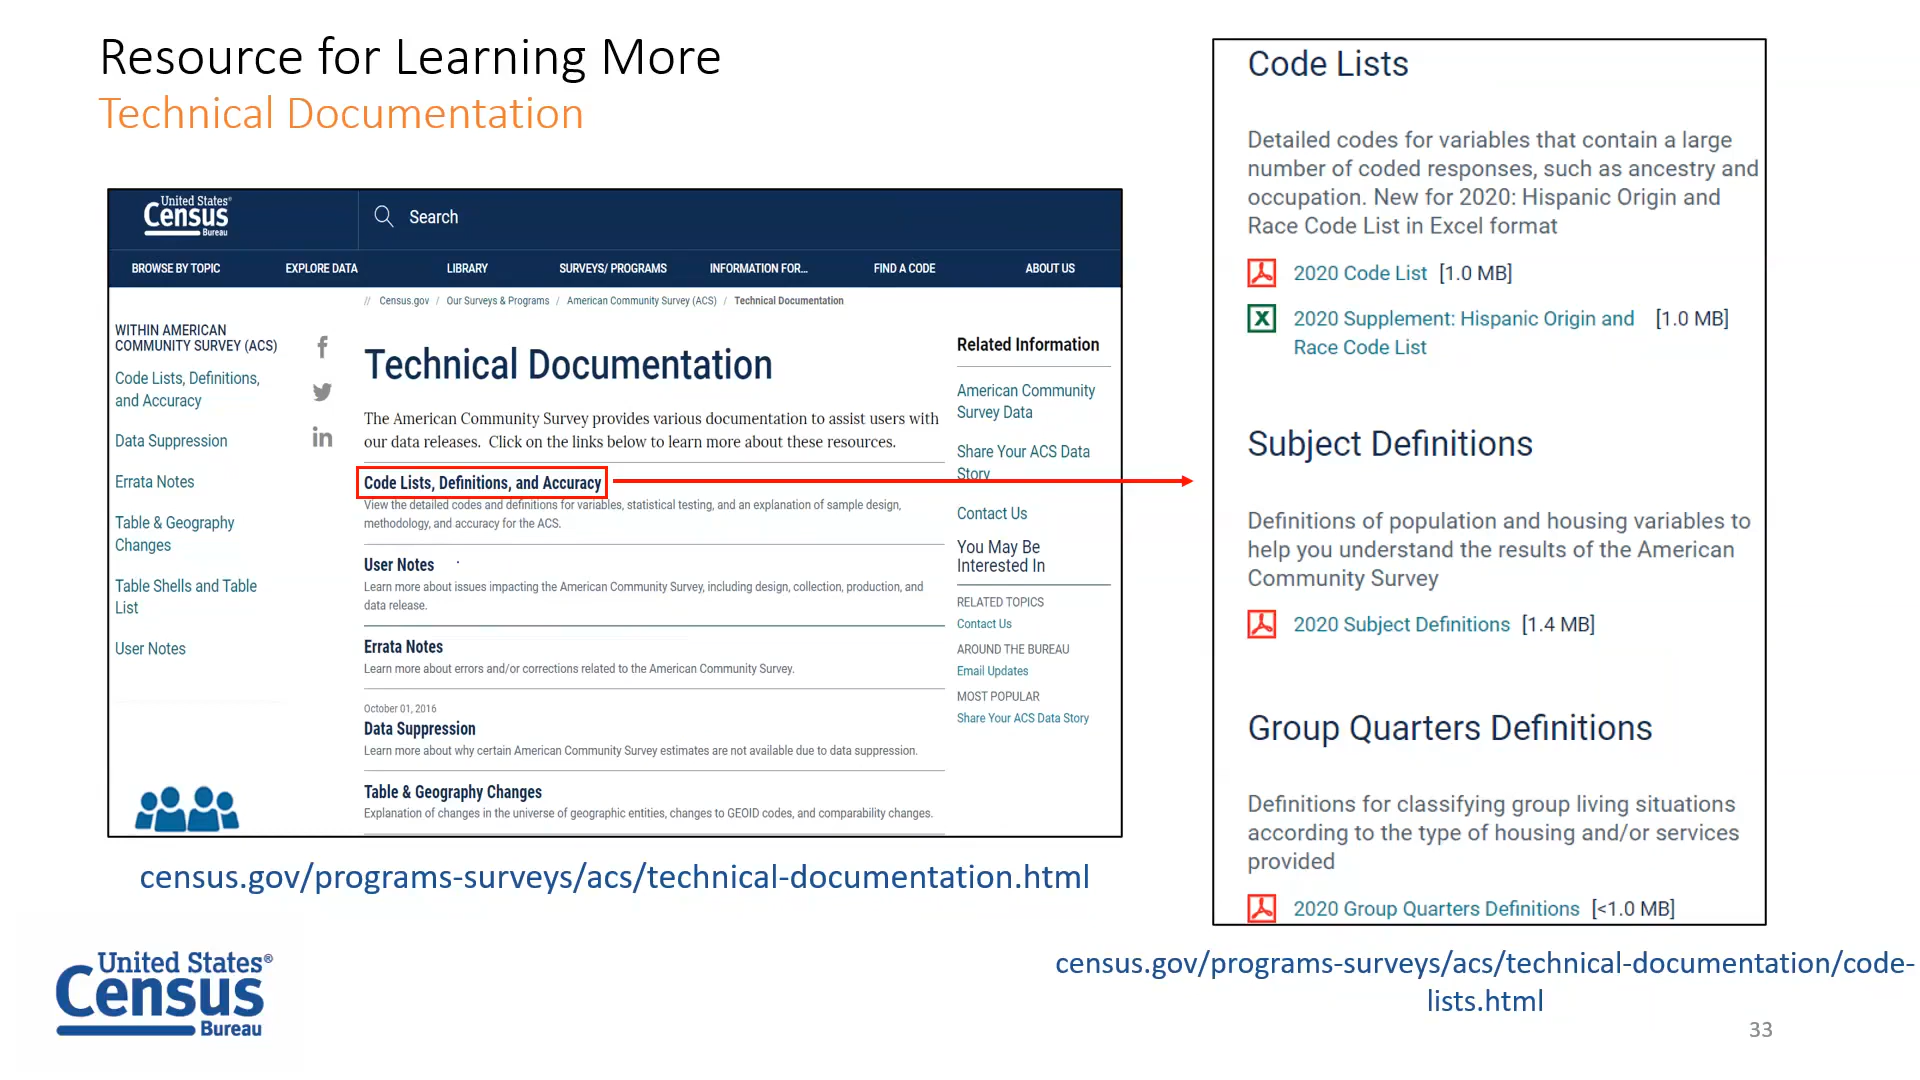 Resource for Learning More
Technical Documentation
United States®
Census
Bureau
Search
BROWSE BY TOPIC
EXPLORE DATA
LIBRARY
SURVEYS/ PROGRAMS
INFORMATION FOR...
FIND A CODE
ABOUT US
// Census.gov / Our Surveys & Programs / American Community Survey (ACS) / Technical Documentation
WITHIN AMERICAN
COMMUNITY SURVEY (ACS)
Code Lists, Definitions,
and Accuracy
Data Suppression
Errata Notes
Table & Geography
Changes
Table Shells and Table
List
User Notes
Technical Documentation
The American Community Survey provides various documentation to assist users with
our data releases. Click on the links below to learn more about these resources.
Code Lists, Definitions, and Accuracy
View the detailed codes and definitions for variables, statistical testing, and an explanation of sample design,
methodology, and accuracy for the ACS.
User Notes
Learn more about issues impacting the American Community Survey, including design, collection, production, and
data release.
Errata Notes
Learn more about errors and/or corrections related to the American Community Survey.
October 01, 2016
Data Suppression
Learn more about why certain American Community Survey estimates are not available due to data suppression.
Table & Geography Changes
Explanation of changes in the universe of geographic entities, changes to GEOID codes, and comparability changes.
Related Information
American Community
Survey Data
Share Your ACS Data
Story
Contact Us
You May Be
Interested In
RELATED TOPICS
Contact Us
AROUND THE BUREAU
Email Updates
MOST POPULAR
Share Your ACS Data Story
census.gov/programs-surveys/acs/technical-documentation.html
Code Lists
Detailed codes for variables that contain a large
number of coded responses, such as ancestry and
occupation. New for 2020: Hispanic Origin and
Race Code List in Excel format
2020 Code List [1.0 MB]
2020 Supplement: Hispanic Origin and [1.0 MB]
Race Code List
Subject Definitions
Definitions of population and housing variables to
help you understand the results of the American
Community Survey
2020 Subject Definitions [1.4 MB]
Group Quarters Definitions
Definitions for classifying group living situations
according to the type of housing and/or services
provided
2020 Group Quarters Definitions [<1.0 MB]
census.gov/programs-surveys/acs/technical-documentation/code-
lists.html
United States®
Census
Bureau
33